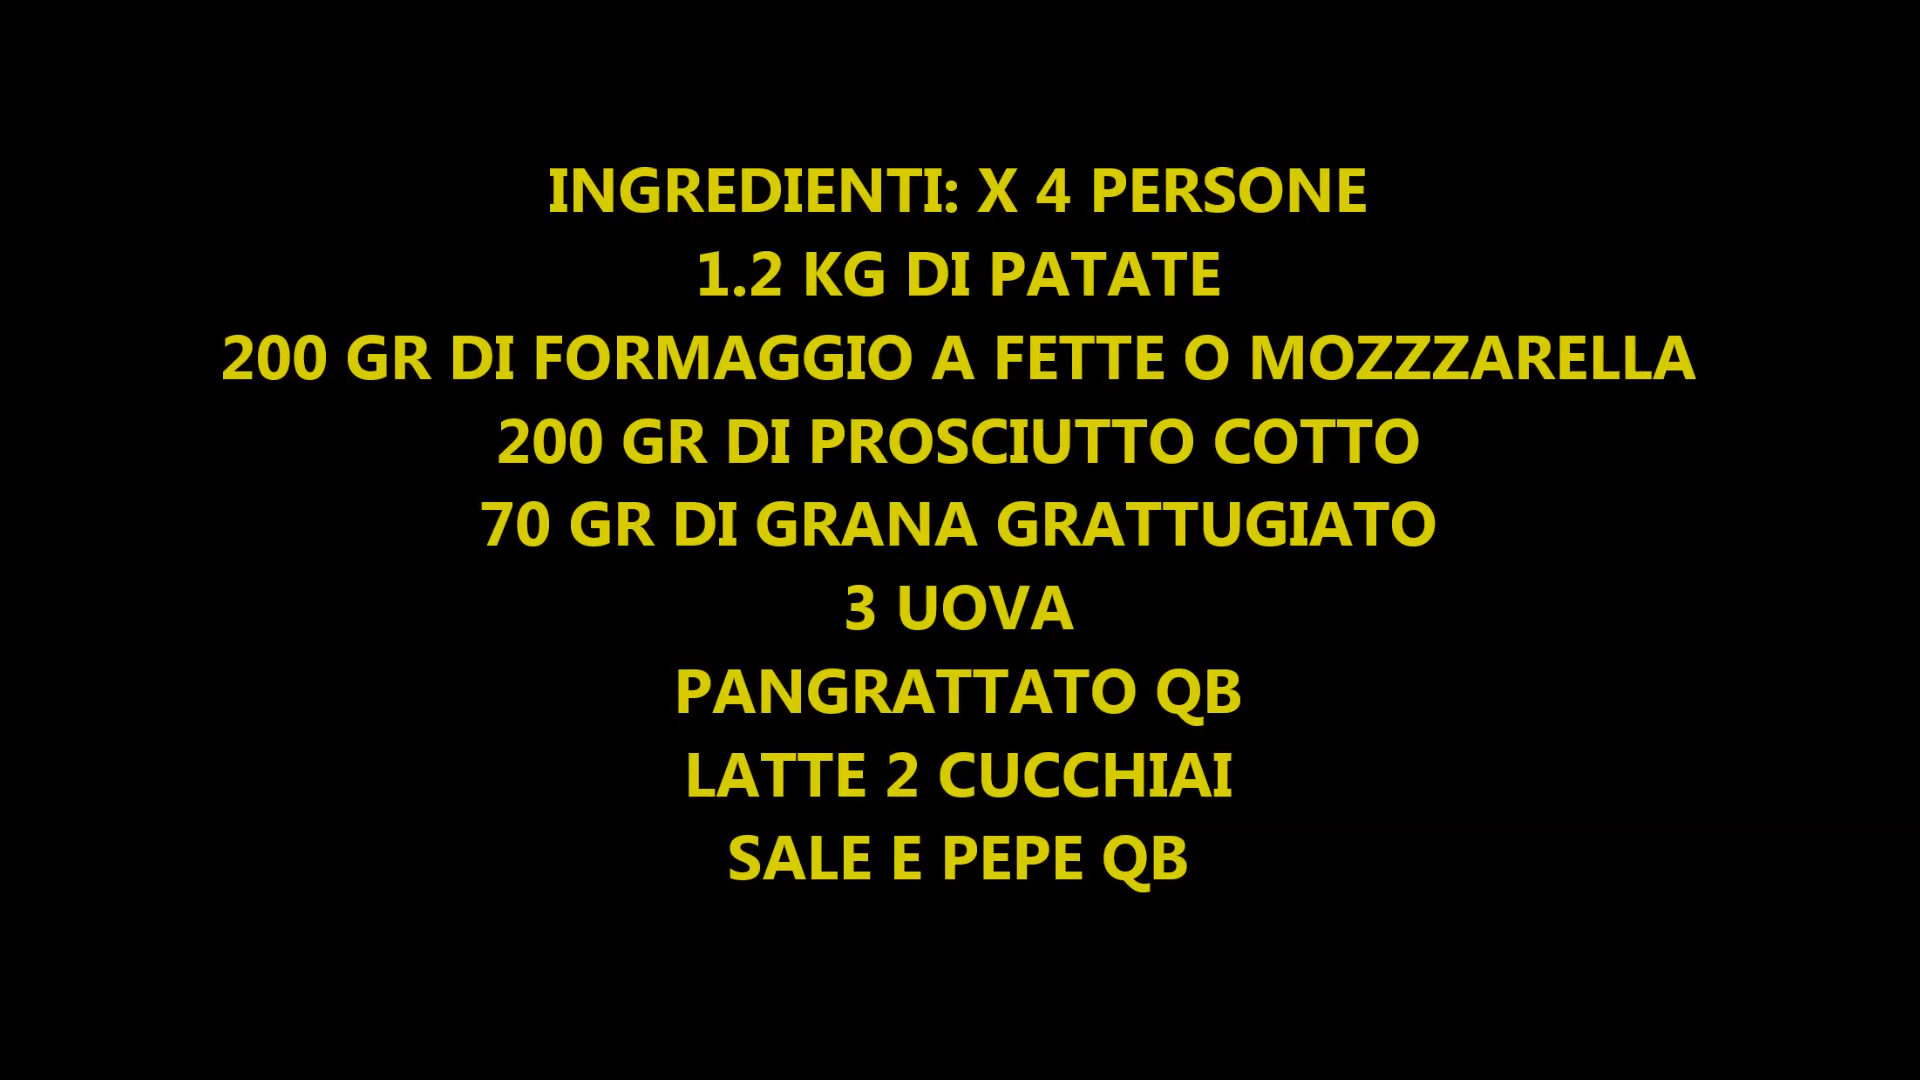 INGREDIENTI: X 4 PERSONE
1.2 KG DI PATATE
200 GR DI FORMAGGIO A FETTE O MOZZZARELLA
200 GR DI PROSCIUTTO COTTO
70 GR DI GRANA GRATTUGIATO
3 UOVA
PANGRATTATO QB
LATTE 2 CUCCHIAI
SALE E PEPE QB